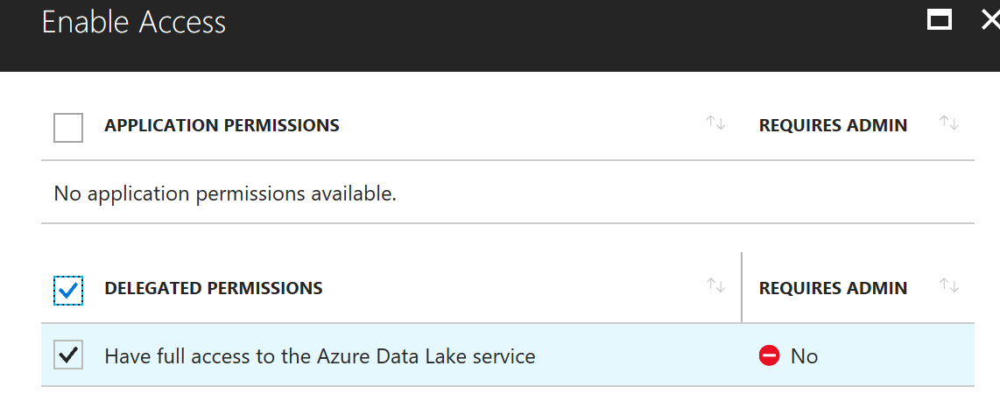 Enable Access
APPLICATION PERMISSIONS REQUIRES ADMIN
No application permissions available.
DELEGATED PERMISSIONS REQUIRES ADMIN
Have full access to the Azure Data Lake service No